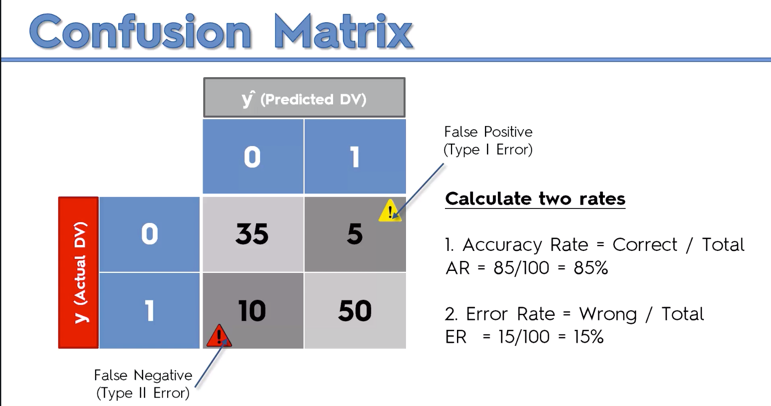 Confusion Matrix
ŷ (Predicted DV)
False Positive
(Type I Error)
0 1
Calculate two rates
y (Actual DV)
0 35 5
1. Accuracy Rate = Correct / Total
AR = 85/100 = 85%
1 10 50
2. Error Rate = Wrong / Total
ER = 15/100 = 15%
False Negative
(Type II Error)